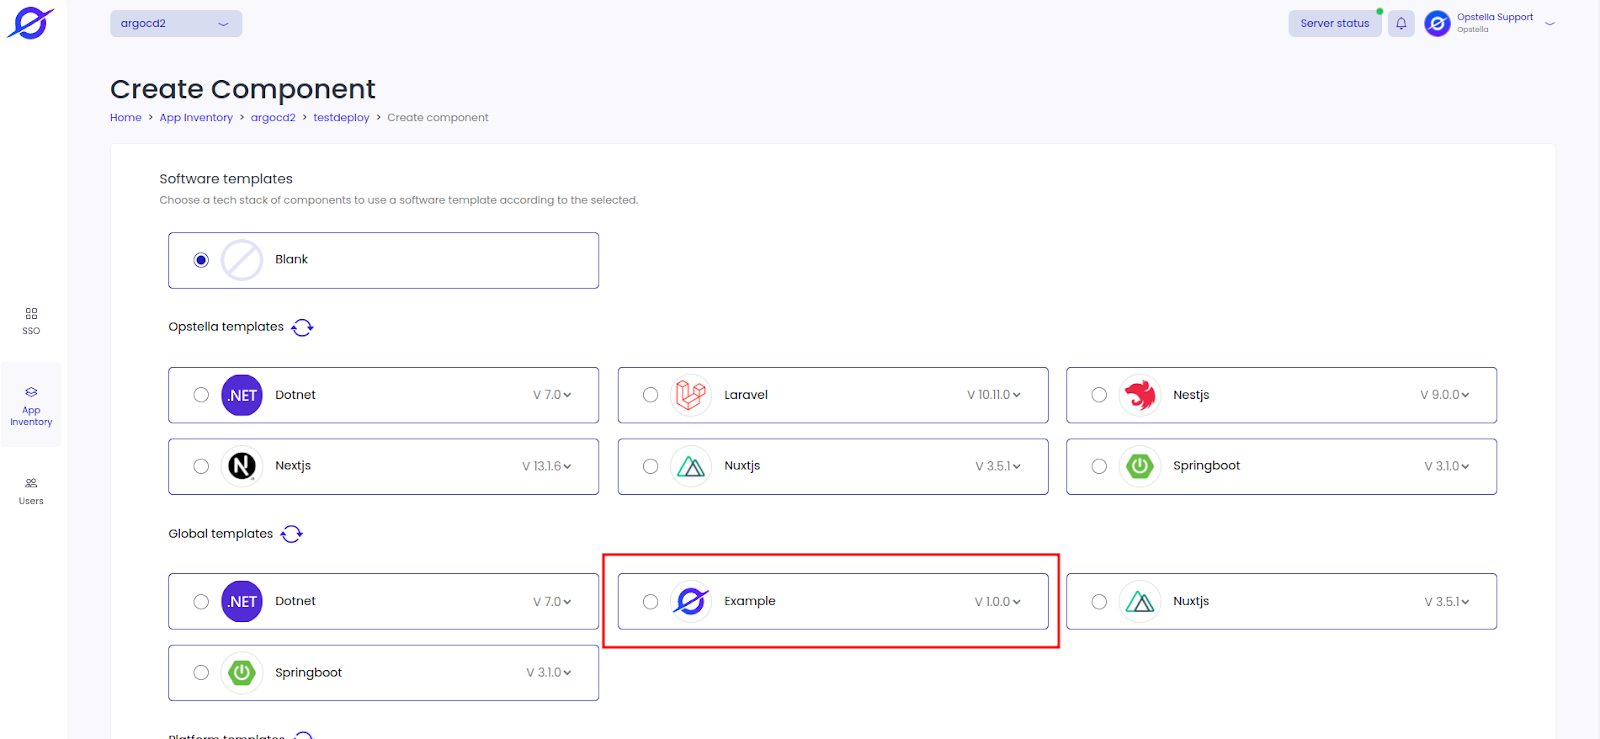 argocd2
Server status
Opstella Support
Opstella
Create Component
Home > App Inventory > argocd2 > testdeploy > Create component
Software templates
Choose a tech stack of components to use a software template according to the selected.
Blank
SSO
App
Inventory
Users
Opstella templates
.NET Dotnet V 7.0
Laravel V 10.11.0
Nestjs V 9.0.0
Nextjs V 13.1.6
Nuxtjs V 3.5.1
Springboot V 3.1.0
Global templates
.NET Dotnet V 7.0
Example V 1.0.0
Nuxtjs V 3.5.1
Springboot V 3.1.0
Platform templates